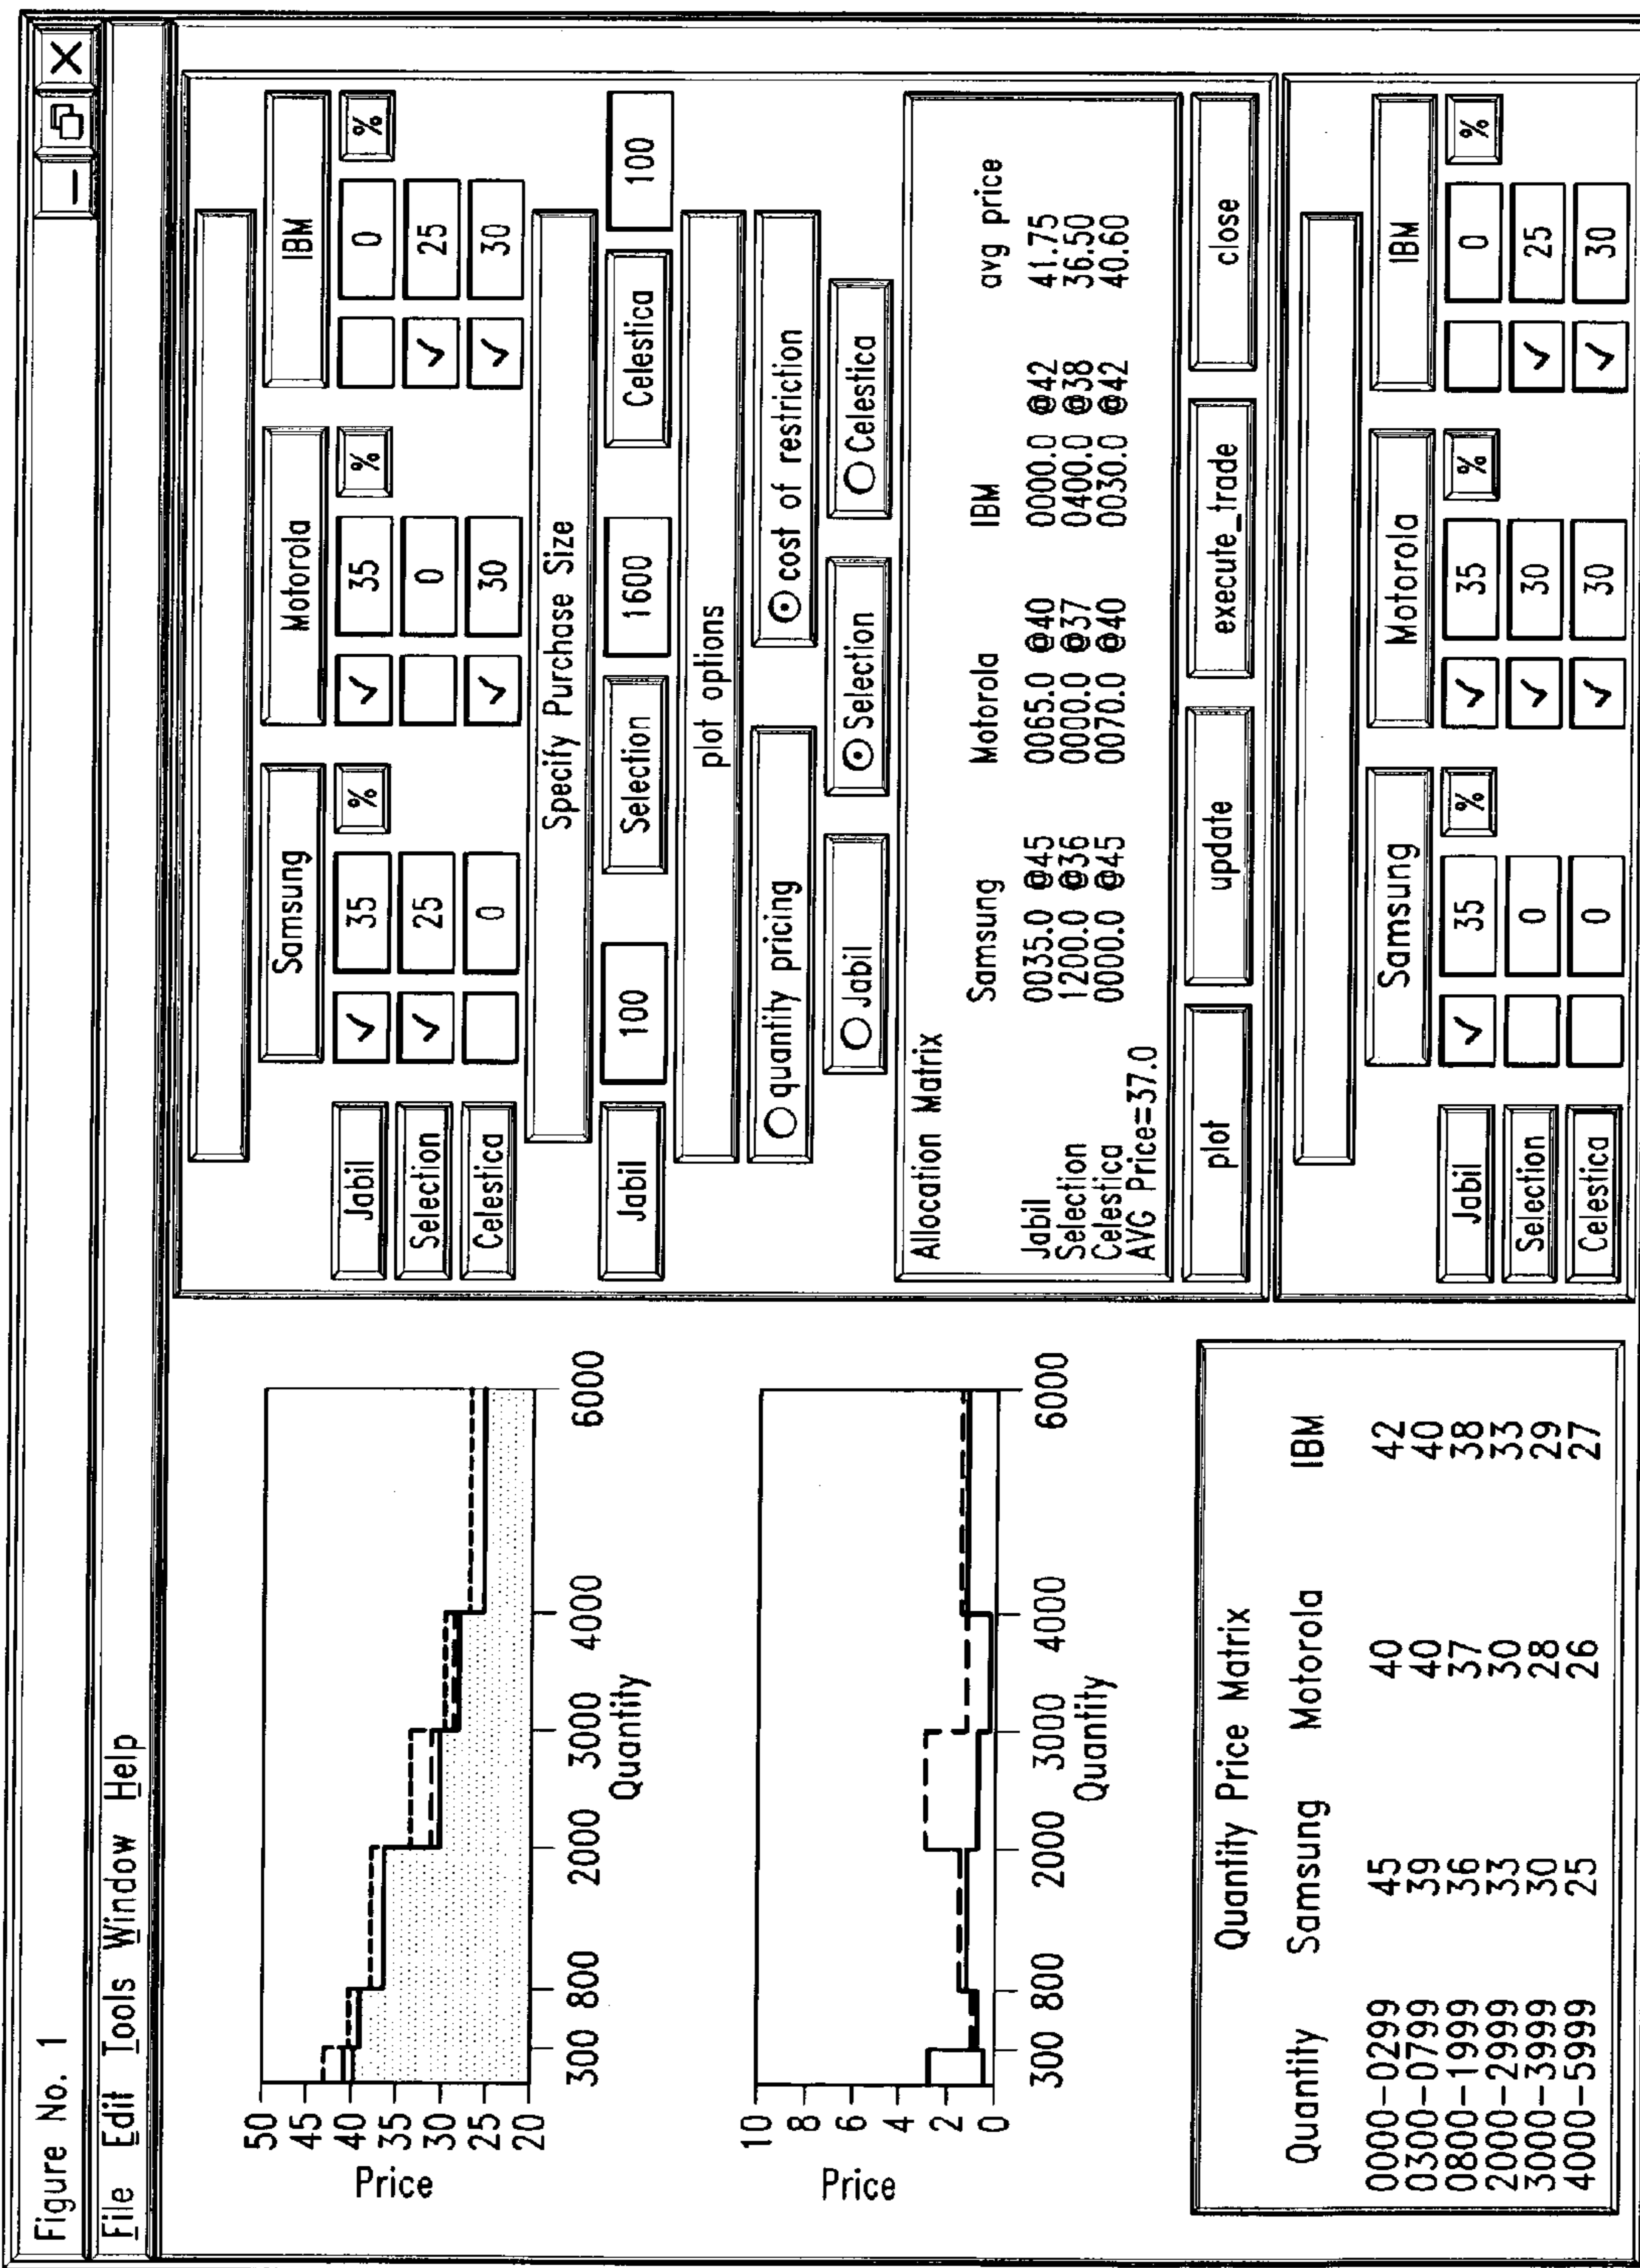 Figure No. 1
File Edit Tools Window Help
50
45
40
35
30
25
20
Price
300 800 2000 3000 4000 6000
Quantity
10
8
6
4
2
0
Price
300 800 2000 3000 4000 6000
Quantity
Quantity Price Matrix
Quantity Samsung Motorola IBM
0000-0299 45 40 42
0300-0799 39 40 40
0800-1999 36 37 38
2000-2999 33 30 33
3000-3999 30 28 29
4000-5999 25 26 27
Samsung Motorola IBM
% % %
Jabil ✓ 35 ✓ 35 0
Selection ✓ 25 0 ✓ 25
Celestica 0 ✓ 30 ✓ 30
Specify Purchase Size
Jabil 100 Selection 1600 Celestica 100
plot options
quantity pricing cost of restriction
Jabil Selection Celestica
Allocation Matrix
Samsung Motorola IBM avg price
Jabil 0035.0 @45 0065.0 @40 0000.0 @42 41.75
Selection 1200.0 @36 0000.0 @37 0400.0 @38 36.50
Celestica 0000.0 @45 0070.0 @40 0030.0 @42 40.60
AVG Price=37.0
plot update execute_trade close
Samsung Motorola IBM
% % %
Jabil ✓ 35 ✓ 35 0
Selection 0 ✓ 30 ✓ 25
Celestica 0 ✓ 30 ✓ 30